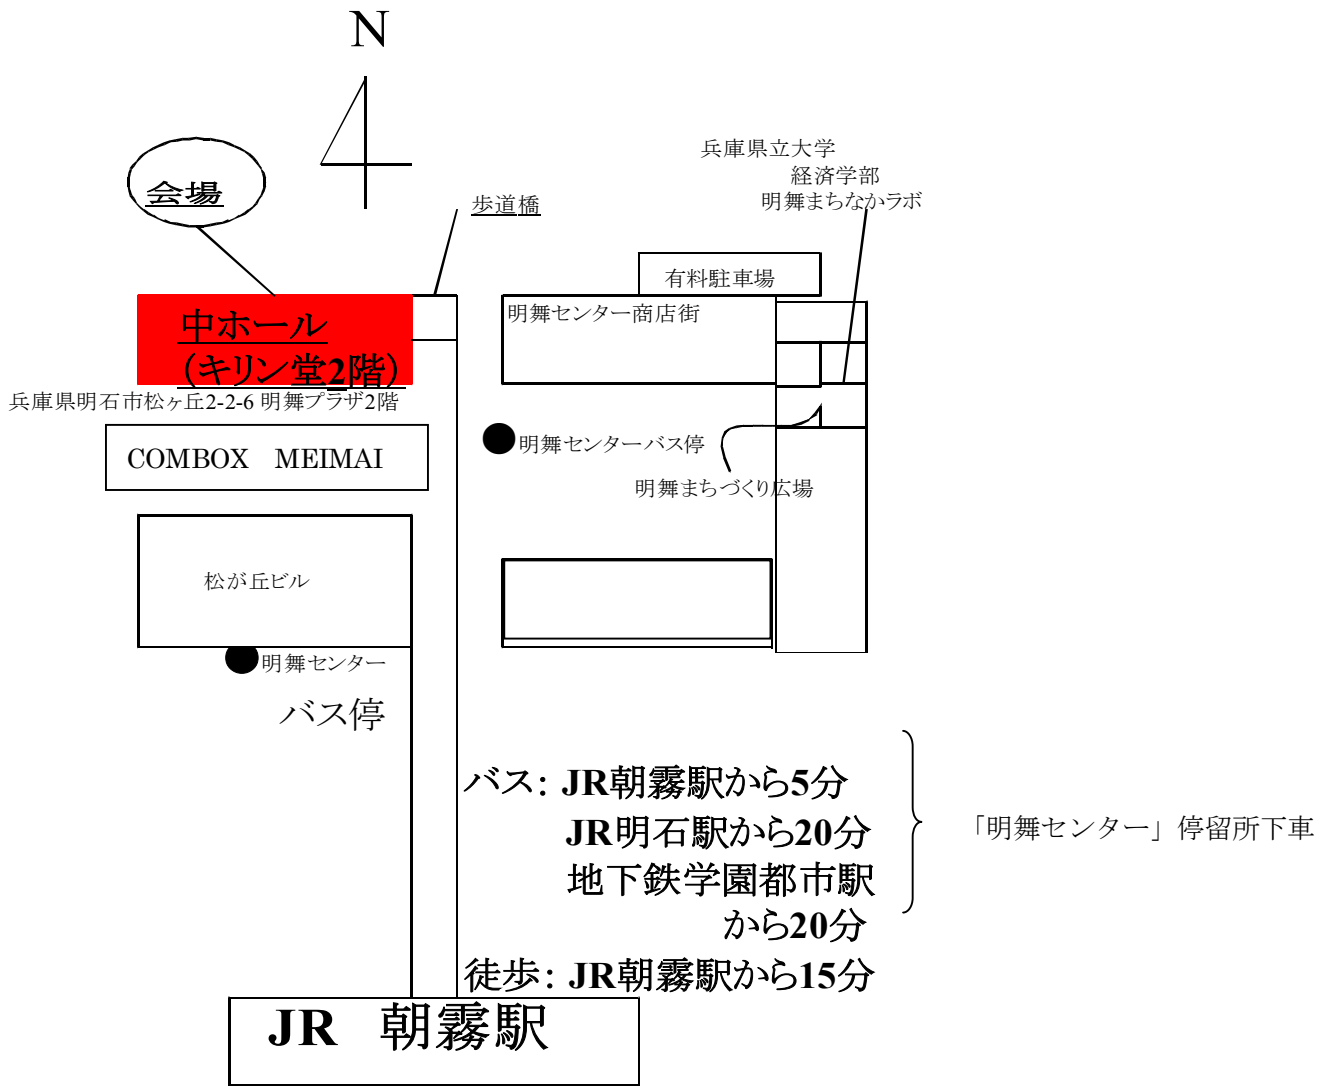 N
兵庫県立大学
経済学部
明舞まちなかラボ
会場
歩道橋
有料駐車場
中ホール
（キリン堂2階）
明舞センター商店街
兵庫県明石市松ヶ丘2-2-6 明舞プラザ2階
COMBOX MEIMAI
明舞センターバス停
明舞まちづくり広場
松が丘ビル
明舞センター
バス停
バス： JR朝霧駅から5分
JR明石駅から20分
地下鉄学園都市駅
から20分
「明舞センター」停留所下車
徒歩： JR朝霧駅から15分
JR 朝霧駅